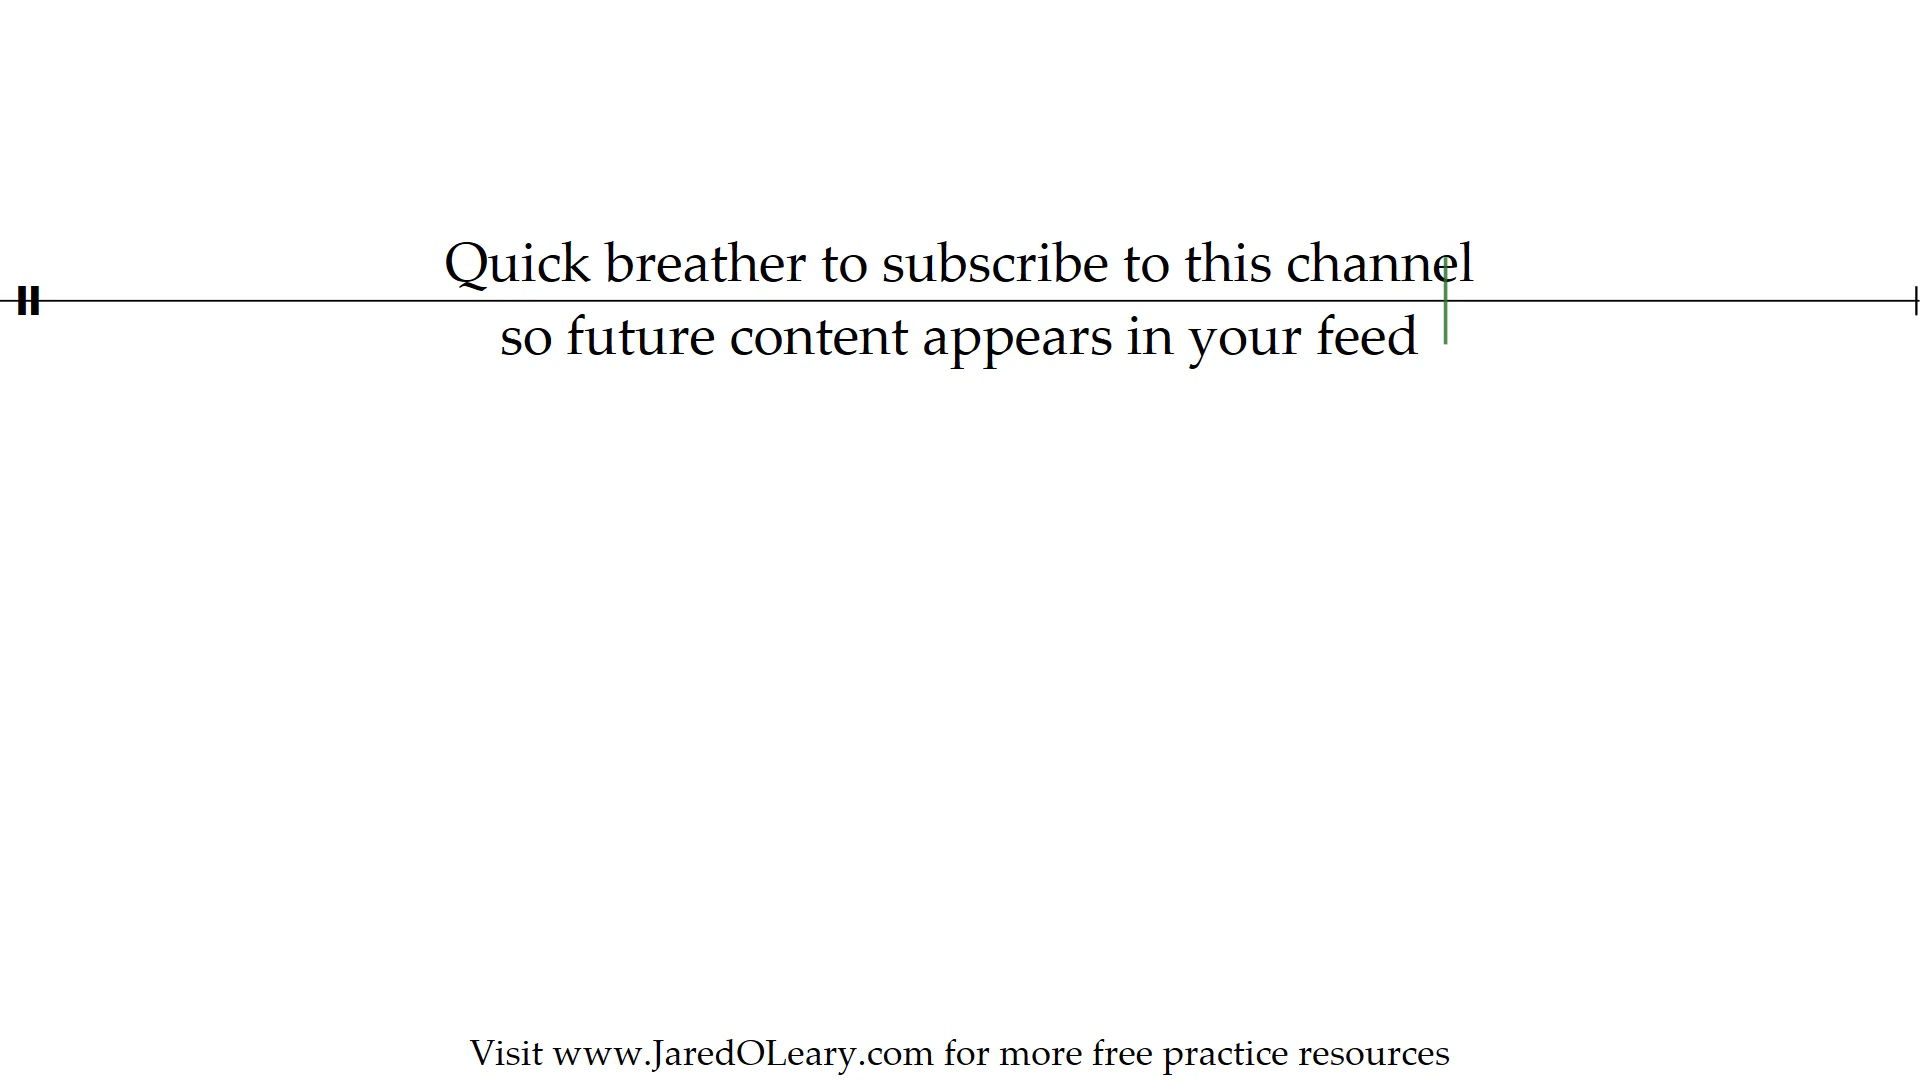 Quick breather to subscribe to this channel
so future content appears in your feed
Visit www.JaredOLeary.com for more free practice resources